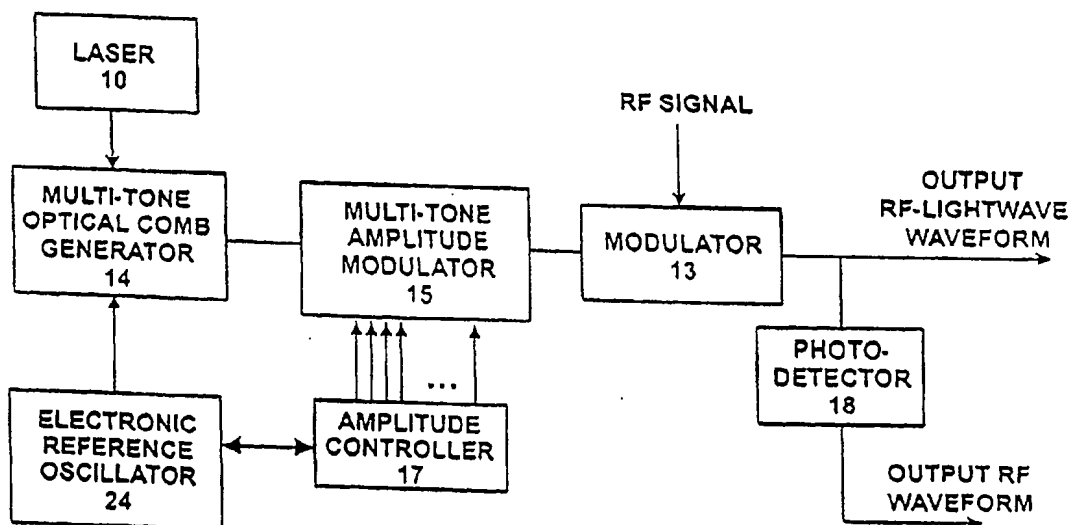 LASER
10
RF SIGNAL
OUTPUT
RF-LIGHTWAVE
WAVEFORM
MULTI-TONE
OPTICAL COMB
GENERATOR
14
MULTI-TONE
AMPLITUDE
MODULATOR
15
MODULATOR
13
PHOTO-
DETECTOR
18
ELECTRONIC
REFERENCE
OSCILLATOR
24
...
AMPLITUDE
CONTROLLER
17
OUTPUT RF
WAVEFORM